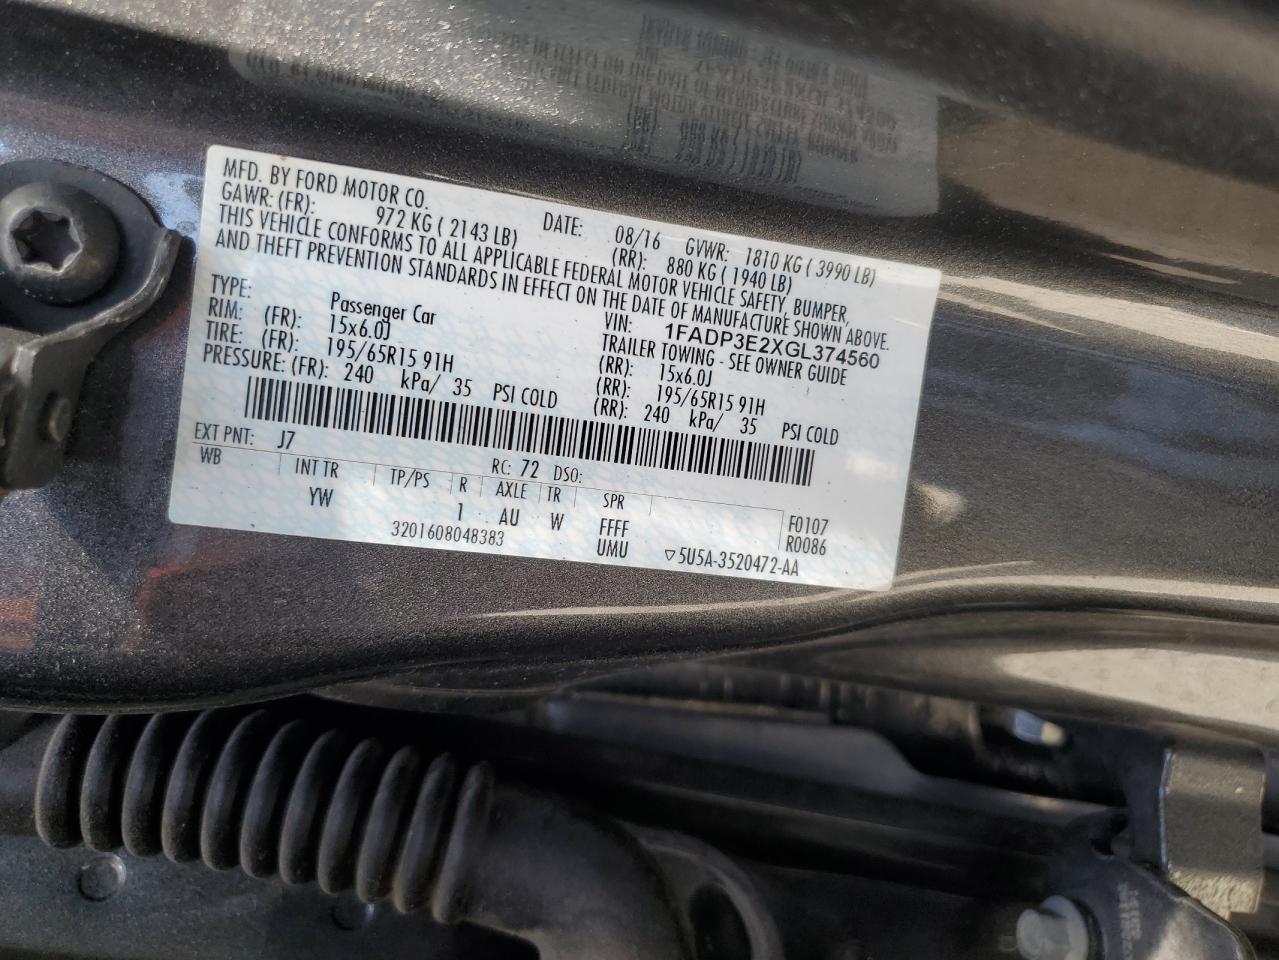 MFD. BY FORD MOTOR CO. DATE: 08/16 GVWR: 1810 KG ( 3990 LB)
GAWR: (FR): 972 KG ( 2143 LB) (RR): 880 KG ( 1940 LB)
THIS VEHICLE CONFORMS TO ALL APPLICABLE FEDERAL MOTOR VEHICLE SAFETY, BUMPER,
AND THEFT PREVENTION STANDARDS IN EFFECT ON THE DATE OF MANUFACTURE SHOWN ABOVE.
VIN: 1FADP3E2XGL374560
TYPE: Passenger Car TRAILER TOWING - SEE OWNER GUIDE
RIM: (FR): 15x6.0J (RR): 15x6.0J
TIRE: (FR): 195/65R15 91H (RR): 195/65R15 91H
PRESSURE: (FR): 240 kPa/ 35 PSI COLD (RR): 240 kPa/ 35 PSI COLD
EXT PNT: J7 RC: 72 DSO:
WB INT TR TP/PS R AXLE TR SPR
YW 1 AU W FFFF F0107
3201608048383 UMU R0086
▽5U5A-3520472-AA